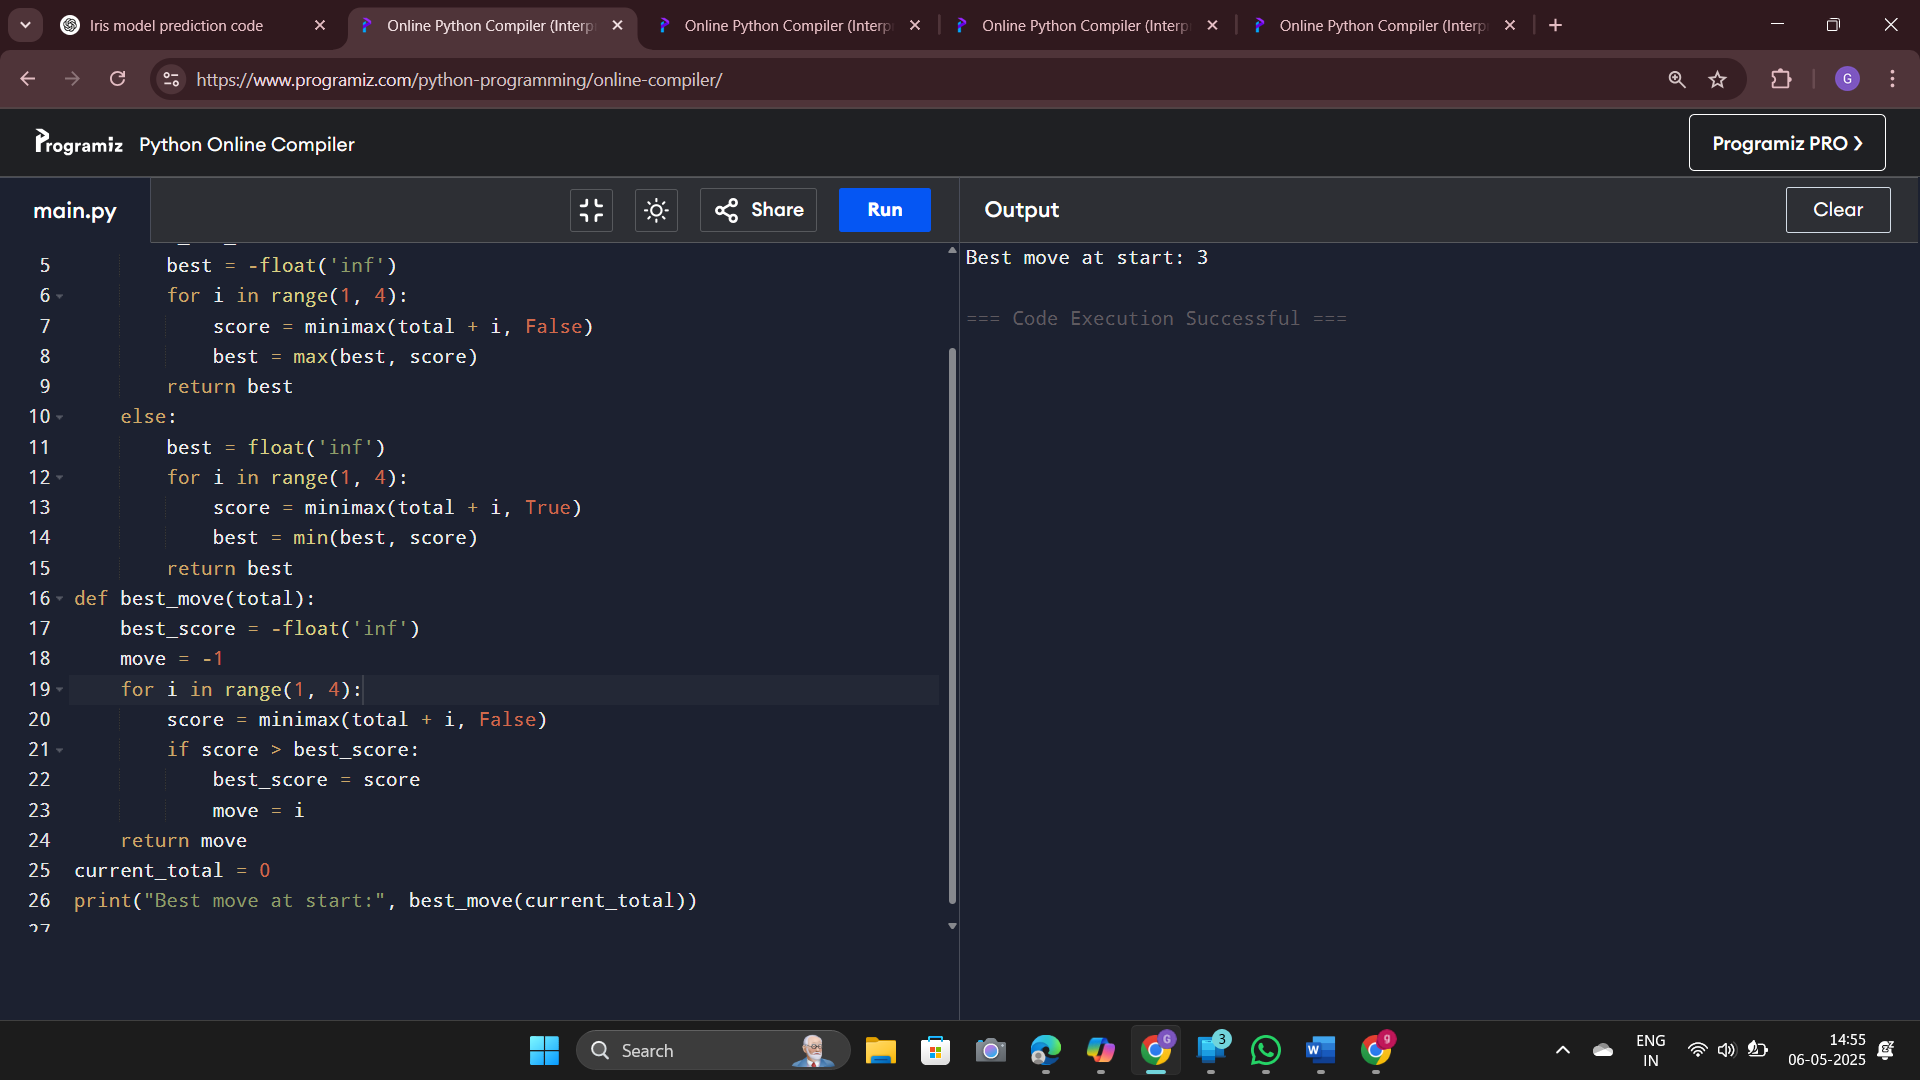 Iris model prediction code
Online Python Compiler (Interp
Online Python Compiler (Interp
Online Python Compiler (Interp
Online Python Compiler (Interp
https://www.programiz.com/python-programming/online-compiler/
G
Programiz
Python Online Compiler
Programiz PRO ❯
main.py
Share
Run
Output
Clear
5 best = -float('inf')
6 for i in range(1, 4):
7 score = minimax(total + i, False)
8 best = max(best, score)
9 return best
10 else:
11 best = float('inf')
12 for i in range(1, 4):
13 score = minimax(total + i, True)
14 best = min(best, score)
15 return best
16 def best_move(total):
17 best_score = -float('inf')
18 move = -1
19 for i in range(1, 4):
20 score = minimax(total + i, False)
21 if score > best_score:
22 best_score = score
23 move = i
24 return move
25 current_total = 0
26 print("Best move at start:", best_move(current_total))
27
Best move at start: 3
=== Code Execution Successful ===
Search
G
3
W
g
ENG
IN
14:55
06-05-2025